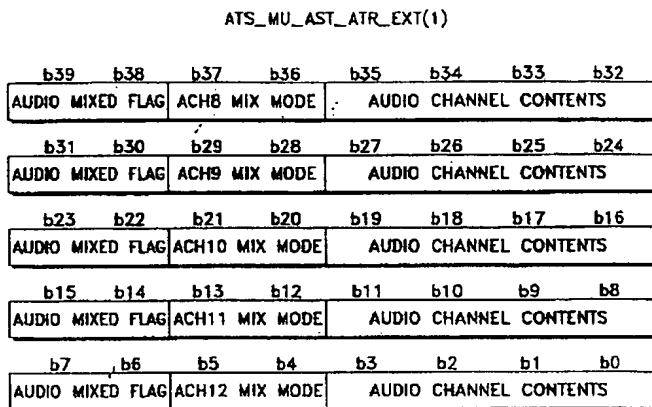 ATS_MU_AST_ATR_EXT(1)
b39 b38 b37 b36 b35 b34 b33 b32
AUDIO MIXED FLAG ACH8 MIX MODE AUDIO CHANNEL CONTENTS
b31 b30 b29 b28 b27 b26 b25 b24
AUDIO MIXED FLAG ACH9 MIX MODE AUDIO CHANNEL CONTENTS
b23 b22 b21 b20 b19 b18 b17 b16
AUDIO MIXED FLAG ACH10 MIX MODE AUDIO CHANNEL CONTENTS
b15 b14 b13 b12 b11 b10 b9 b8
AUDIO MIXED FLAG ACH11 MIX MODE AUDIO CHANNEL CONTENTS
b7 b6 b5 b4 b3 b2 b1 b0
AUDIO MIXED FLAG ACH12 MIX MODE AUDIO CHANNEL CONTENTS